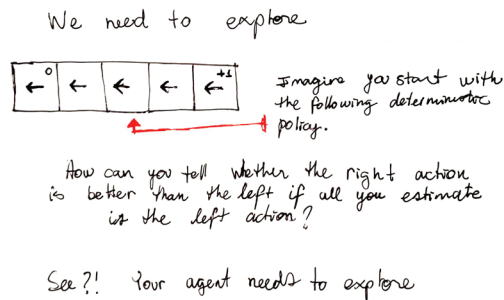 We need to explore
0
← ← ← ← ←
+1
Imagine you start with
the following deterministic
policy.
How can you tell whether the right action
is better than the left if all you estimate
is the left action?
See?! Your agent needs to explore